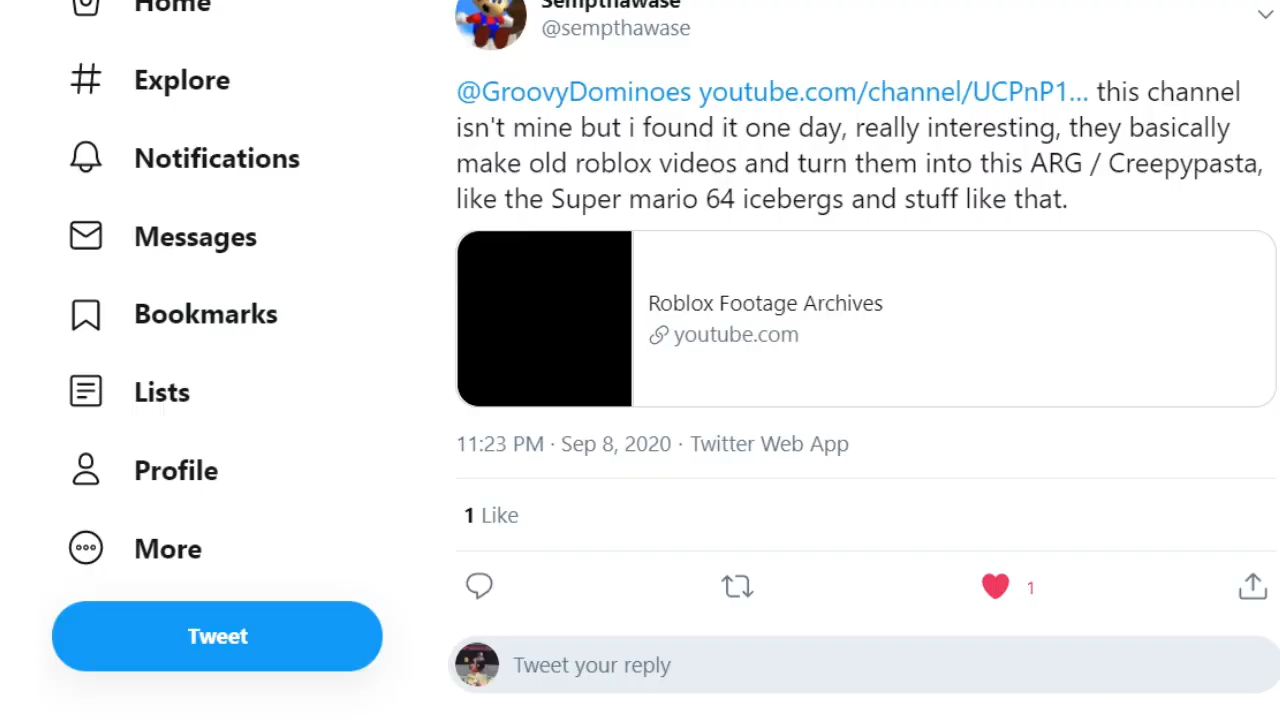 Home
Explore
Notifications
Messages
Bookmarks
Lists
Profile
More
Tweet
Sempthawase
@sempthawase
@GroovyDominoes youtube.com/channel/UCPnP1... this channel
isn't mine but i found it one day, really interesting, they basically
make old roblox videos and turn them into this ARG / Creepypasta,
like the Super mario 64 icebergs and stuff like that.
Roblox Footage Archives
youtube.com
11:23 PM · Sep 8, 2020 · Twitter Web App
1 Like
1
Tweet your reply